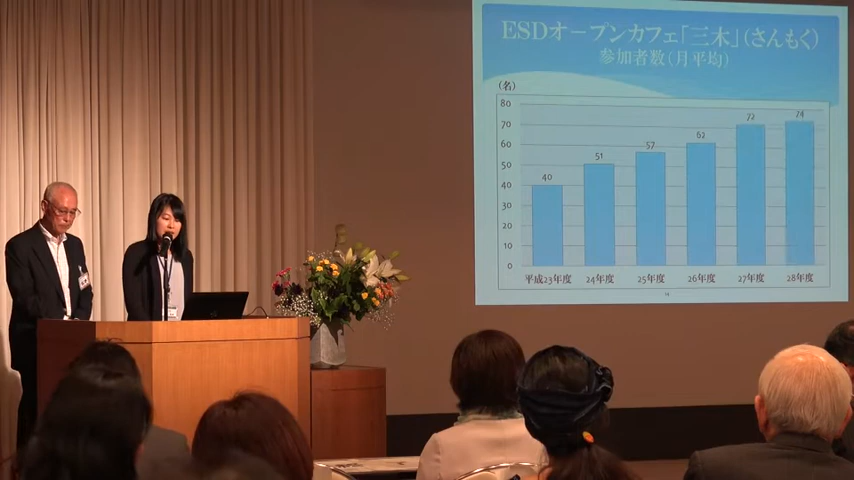 ESDオープンカフェ「三木」(さんもく)
参加者数(月平均)
(名)
80
70
60
50
40
30
20
10
0
40
51
57
62
72
74
平成23年度
24年度
25年度
26年度
27年度
28年度